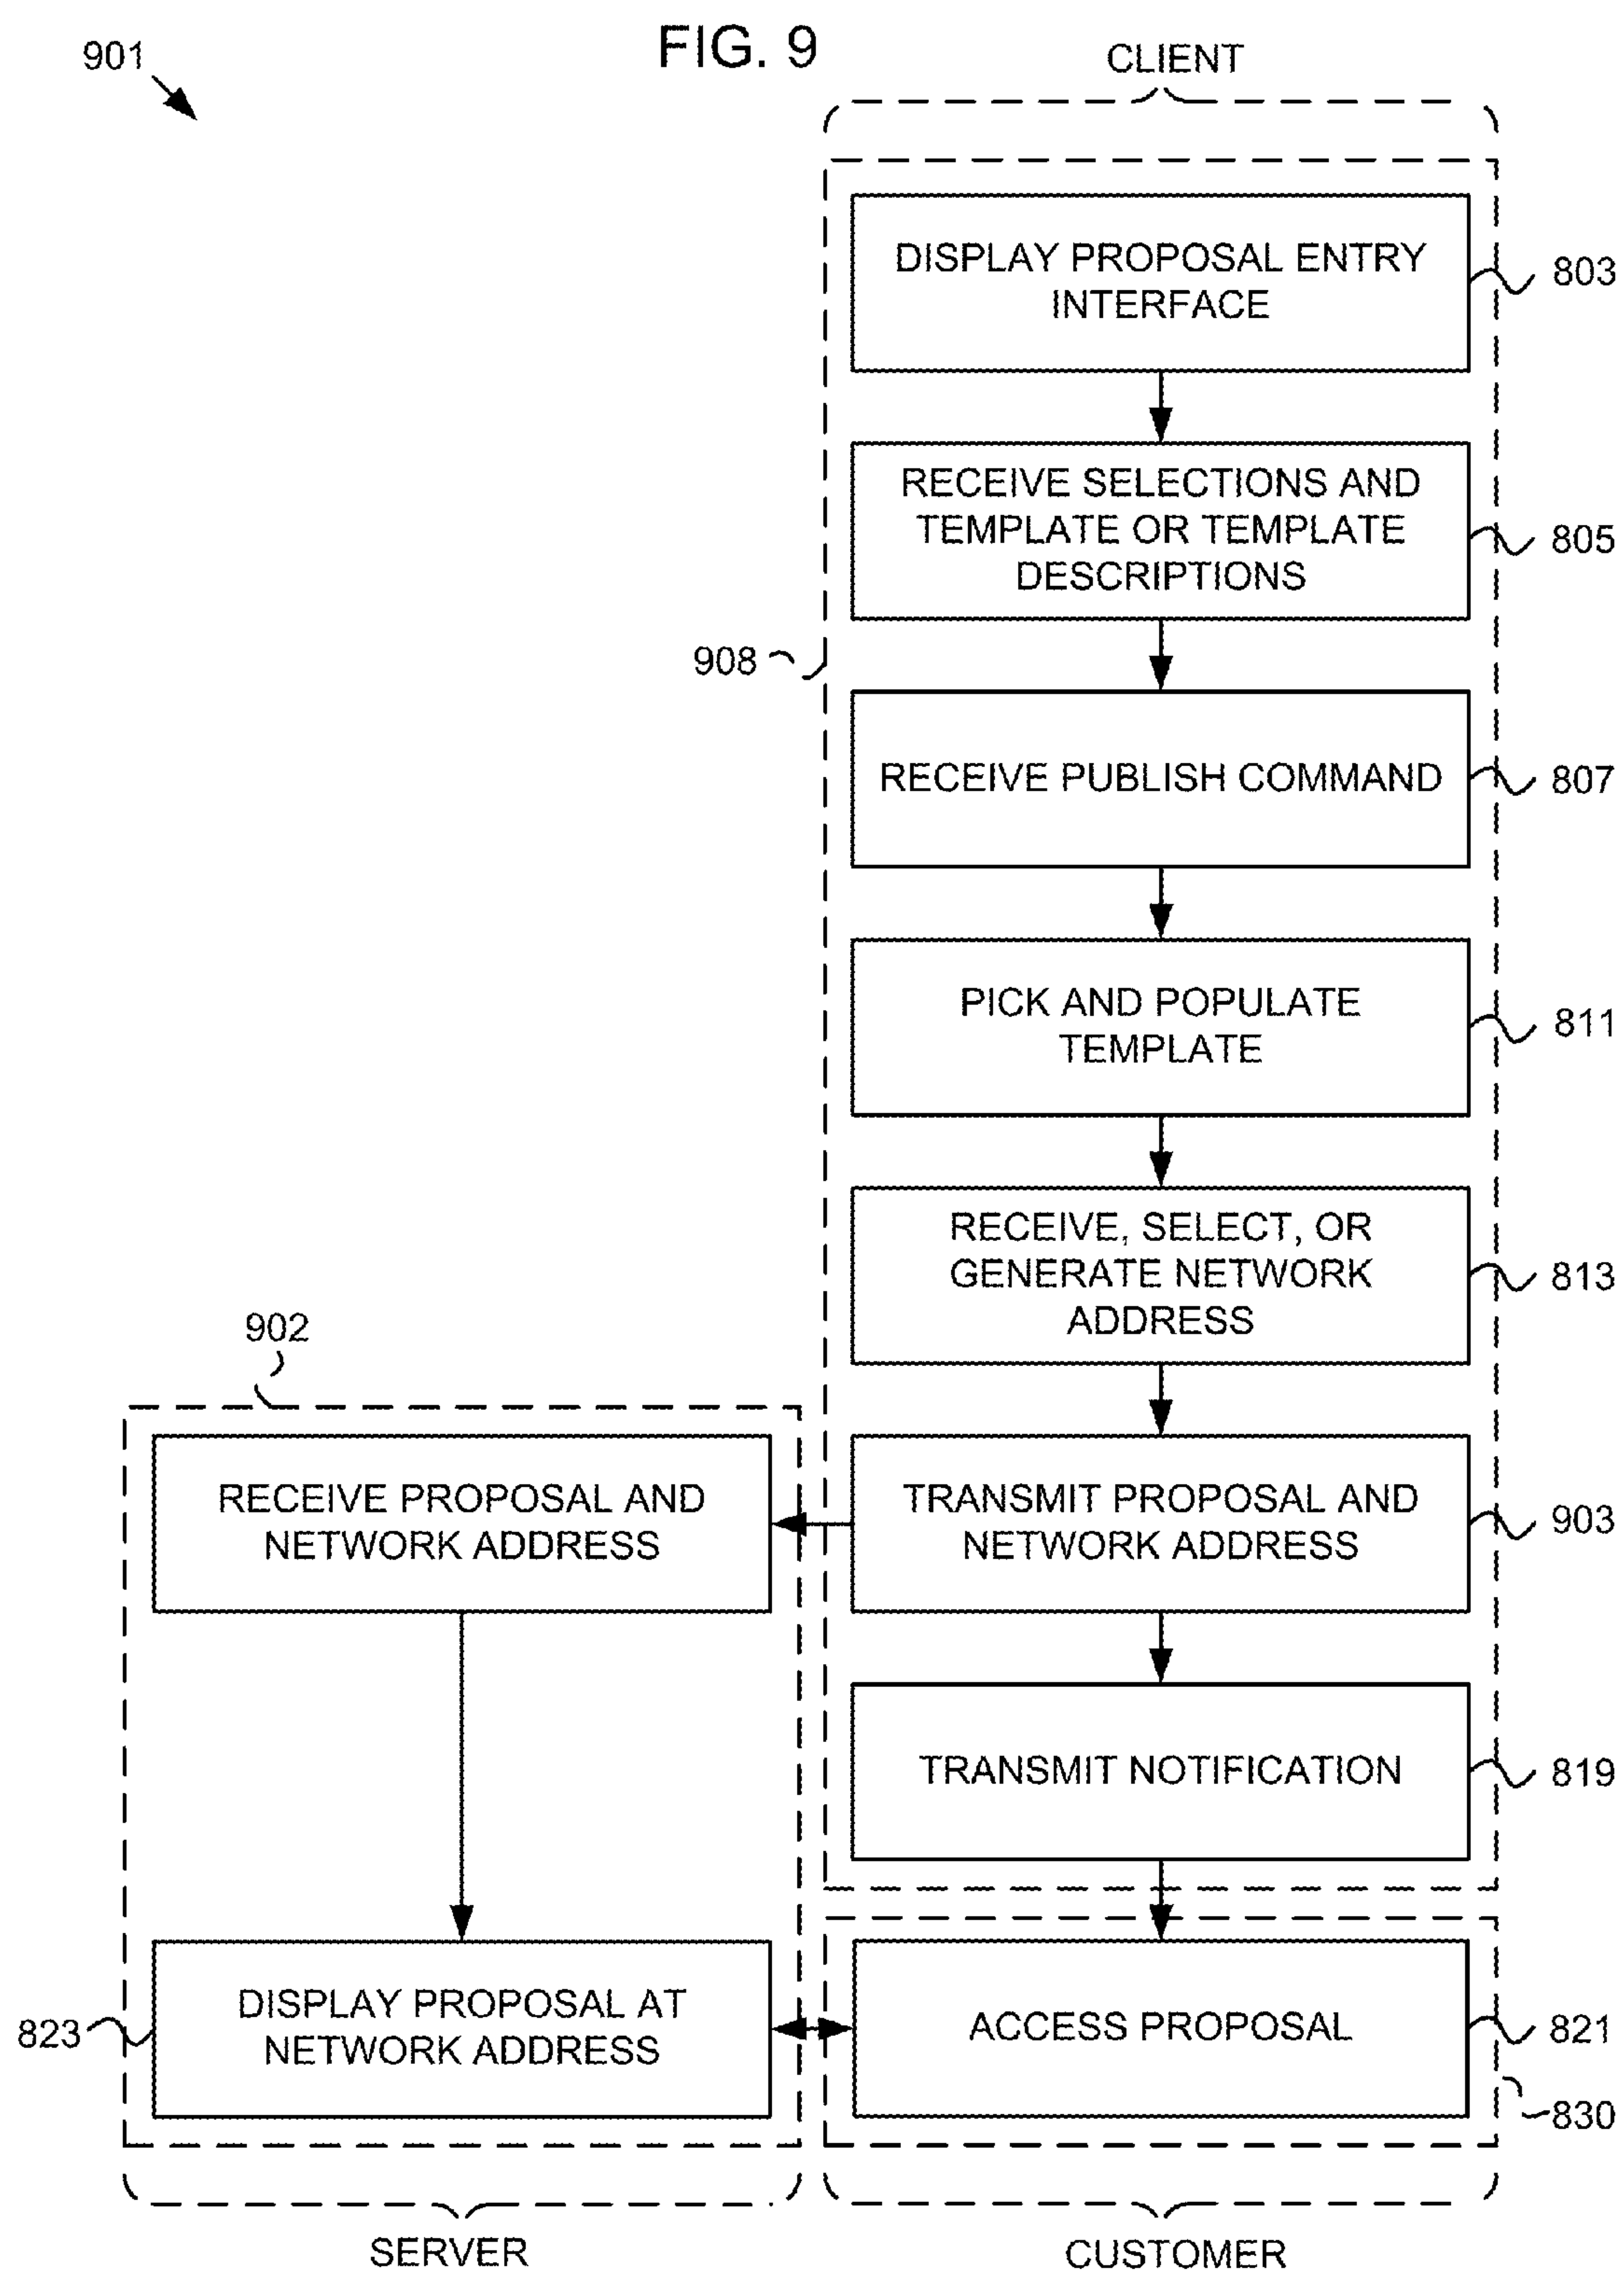 FIG. 9
901
CLIENT
DISPLAY PROPOSAL ENTRY
INTERFACE
803
RECEIVE SELECTIONS AND
TEMPLATE OR TEMPLATE
DESCRIPTIONS
805
908
RECEIVE PUBLISH COMMAND
807
PICK AND POPULATE
TEMPLATE
811
RECEIVE, SELECT, OR
GENERATE NETWORK
ADDRESS
813
902
RECEIVE PROPOSAL AND
NETWORK ADDRESS
TRANSMIT PROPOSAL AND
NETWORK ADDRESS
903
TRANSMIT NOTIFICATION
819
DISPLAY PROPOSAL AT
NETWORK ADDRESS
823
ACCESS PROPOSAL
821
830
SERVER
CUSTOMER